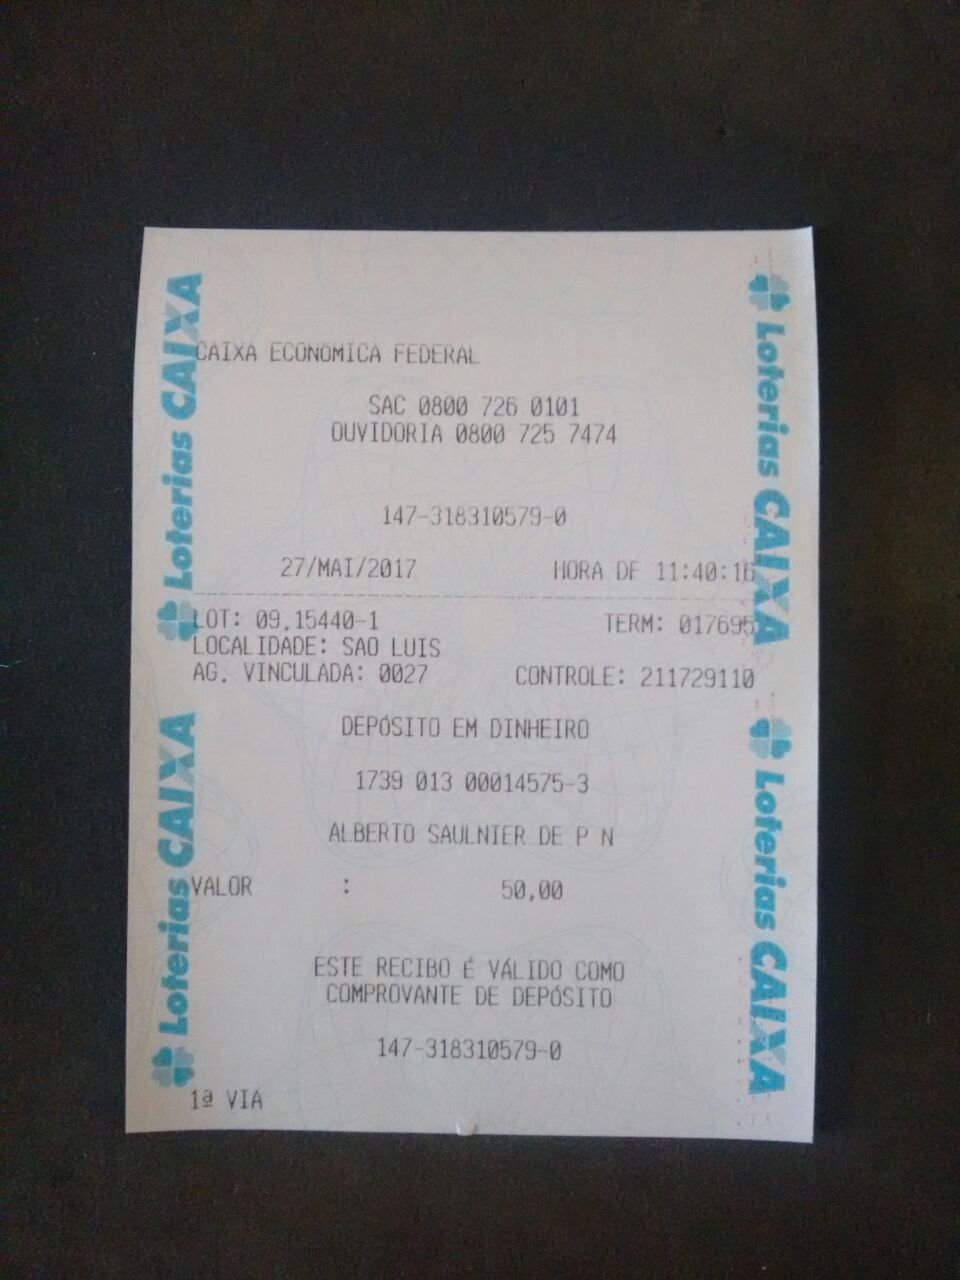 CAIXA ECONÔMICA FEDERAL
SAC 0800 726 0101
OUVIDORIA 0800 725 7474
147-318310579-0
27/MAI/2017 HORA DF 11:40:16
LOT: 09.15440-1 TERM: 017695
LOCALIDADE: SAO LUIS
AG. VINCULADA: 0027 CONTROLE: 211729110
DEPÓSITO EM DINHEIRO
1739 013 00014575-3
ALBERTO SAULNIER DE P N
VALOR : 50,00
ESTE RECIBO É VÁLIDO COMO
COMPROVANTE DE DEPÓSITO
147-318310579-0
1ª VIA
Loterias CAIXA
Loterias CAIXA
Loterias CAIXA
Loterias CAIXA